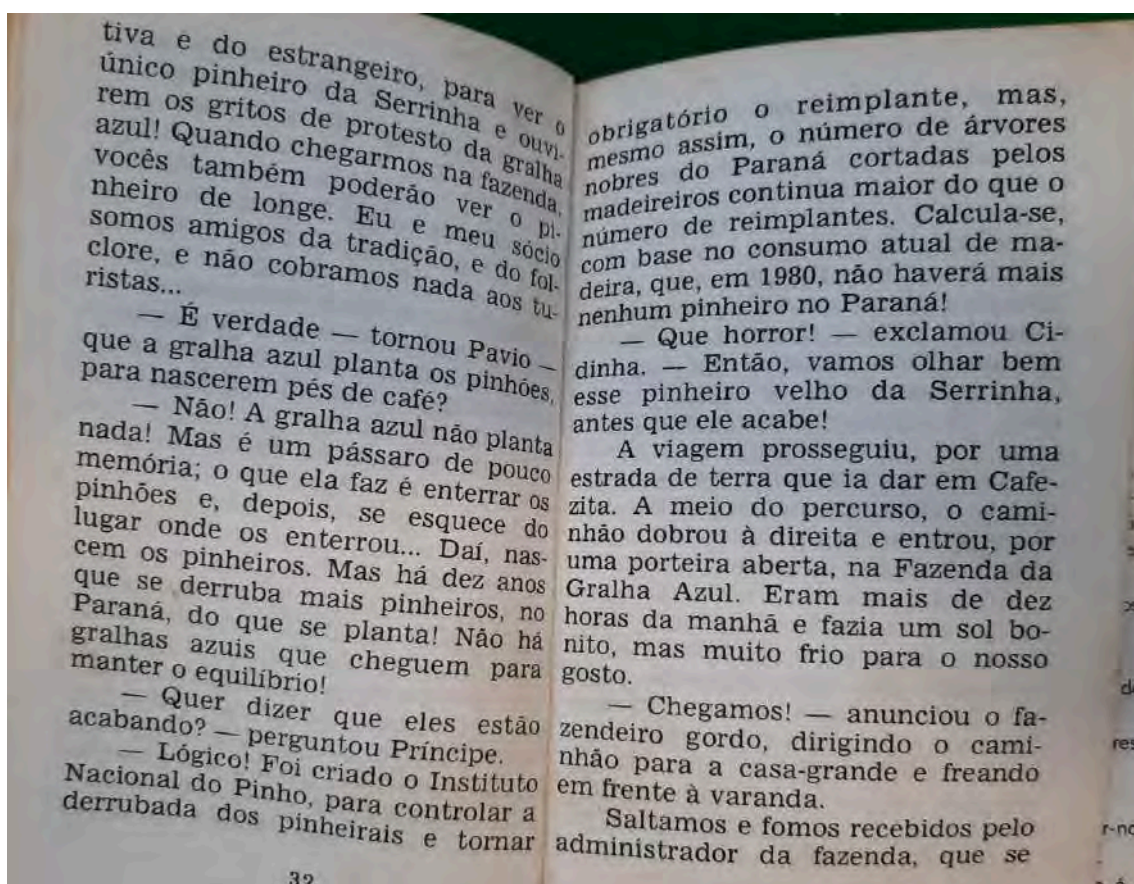 tiva e do estrangeiro, para ver o
único pinheiro da Serrinha e ouvi-
rem os gritos de protesto da gralha
azul! Quando chegarmos na fazenda,
vocês também poderão ver o pi-
nheiro de longe. Eu e meu sócio
somos amigos da tradição, e do fol-
clore, e não cobramos nada aos tu-
ristas...
— É verdade — tornou Pavio —
que a gralha azul planta os pinhões,
para nascerem pés de café?
— Não! A gralha azul não planta
nada! Mas é um pássaro de pouco
memória; o que ela faz é enterrar os
pinhões e, depois, se esquece do
lugar onde os enterrou... Daí, nas-
cem os pinheiros. Mas há dez anos
que se derruba mais pinheiros, no
Paraná, do que se planta! Não há
gralhas azuis que cheguem para
manter o equilíbrio!
— Quer dizer que eles estão
acabando? — perguntou Príncipe.
— Lógico! Foi criado o Instituto
Nacional do Pinho, para controlar a
derrubada dos pinheirais e tornar
32
obrigatório o reimplante, mas,
mesmo assim, o número de árvores
nobres do Paraná cortadas pelos
madeireiros continua maior do que o
número de reimplantes. Calcula-se,
com base no consumo atual de ma-
deira, que, em 1980, não haverá mais
nenhum pinheiro no Paraná!
— Que horror! — exclamou Ci-
dinha. — Então, vamos olhar bem
esse pinheiro velho da Serrinha,
antes que ele acabe!
A viagem prosseguiu, por uma
estrada de terra que ia dar em Cafe-
zita. A meio do percurso, o cami-
nhão dobrou à direita e entrou, por
uma porteira aberta, na Fazenda da
Gralha Azul. Eram mais de dez
horas da manhã e fazia um sol bo-
nito, mas muito frio para o nosso
gosto.
— Chegamos! — anunciou o fa-
zendeiro gordo, dirigindo o cami-
nhão para a casa-grande e freando
em frente à varanda.
Saltamos e fomos recebidos pelo
administrador da fazenda, que se